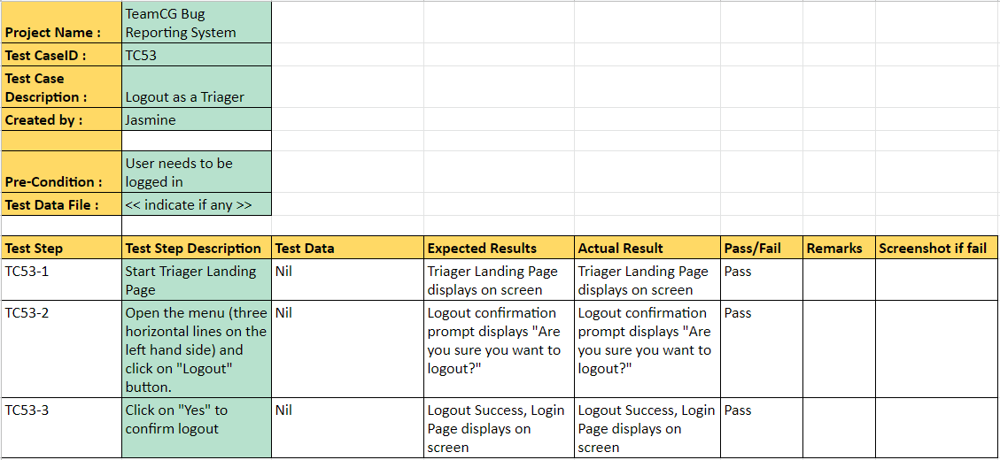 Project Name : TeamCG Bug
Reporting System
Test CaseID : TC53
Test Case
Description : Logout as a Triager
Created by : Jasmine
Pre-Condition : User needs to be
logged in
Test Data File : << indicate if any >>
Test Step Test Step Description Test Data Expected Results Actual Result Pass/Fail Remarks Screenshot if fail
TC53-1 Start Triager Landing Nil Triager Landing Page Triager Landing Page Pass
Page displays on screen displays on screen
TC53-2 Open the menu (three Nil Logout confirmation Logout confirmation Pass
horizontal lines on the prompt displays "Are prompt displays "Are
left hand side) and you sure you want to you sure you want to
click on "Logout" logout?" logout?"
button.
TC53-3 Click on "Yes" to Nil Logout Success, Login Logout Success, Login Pass
confirm logout Page displays on Page displays on
screen screen